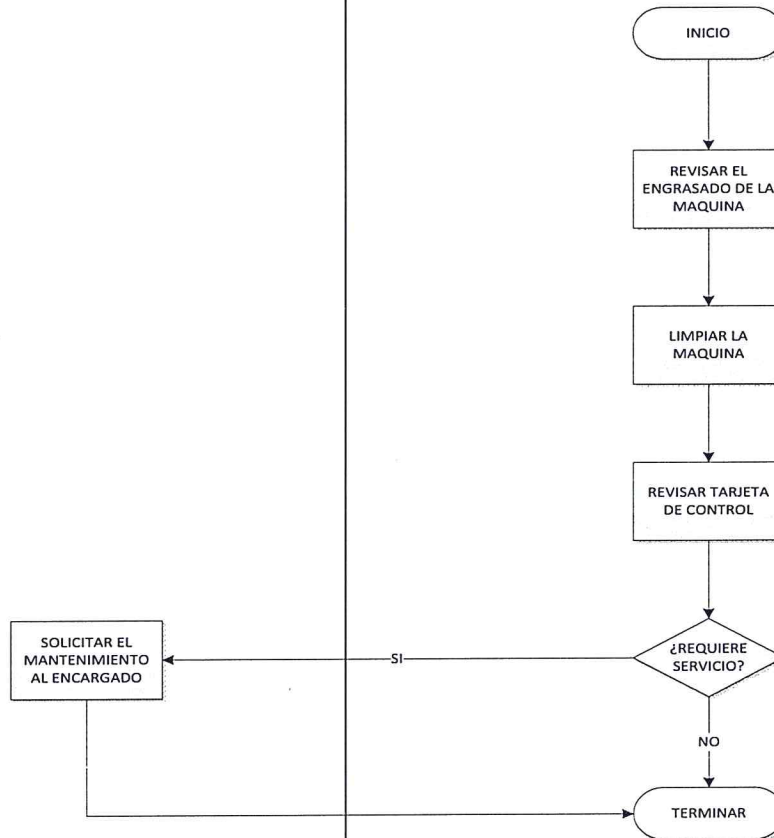 INICIO
REVISAR EL
ENGRASADO DE LA
MAQUINA
LIMPIAR LA
MAQUINA
REVISAR TARJETA
DE CONTROL
¿REQUIERE
SERVICIO?
SI
SOLICITAR EL
MANTENIMIENTO
AL ENCARGADO
NO
TERMINAR